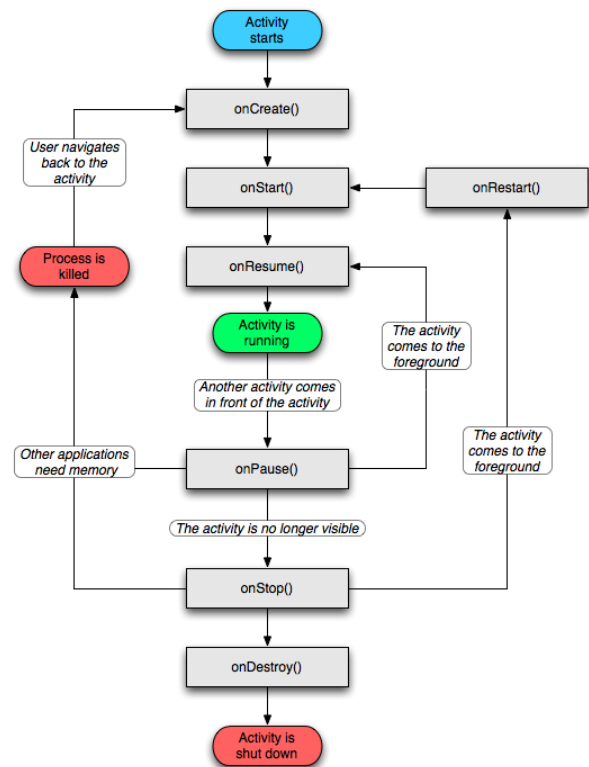 Activity
starts
onCreate()
User navigates
back to the
activity
onStart()
onRestart()
Process is
killed
onResume()
Activity is
running
The activity
comes to the
foreground
Another activity comes
in front of the activity
Other applications
need memory
onPause()
The activity
comes to the
foreground
The activity is no longer visible
onStop()
onDestroy()
Activity is
shut down